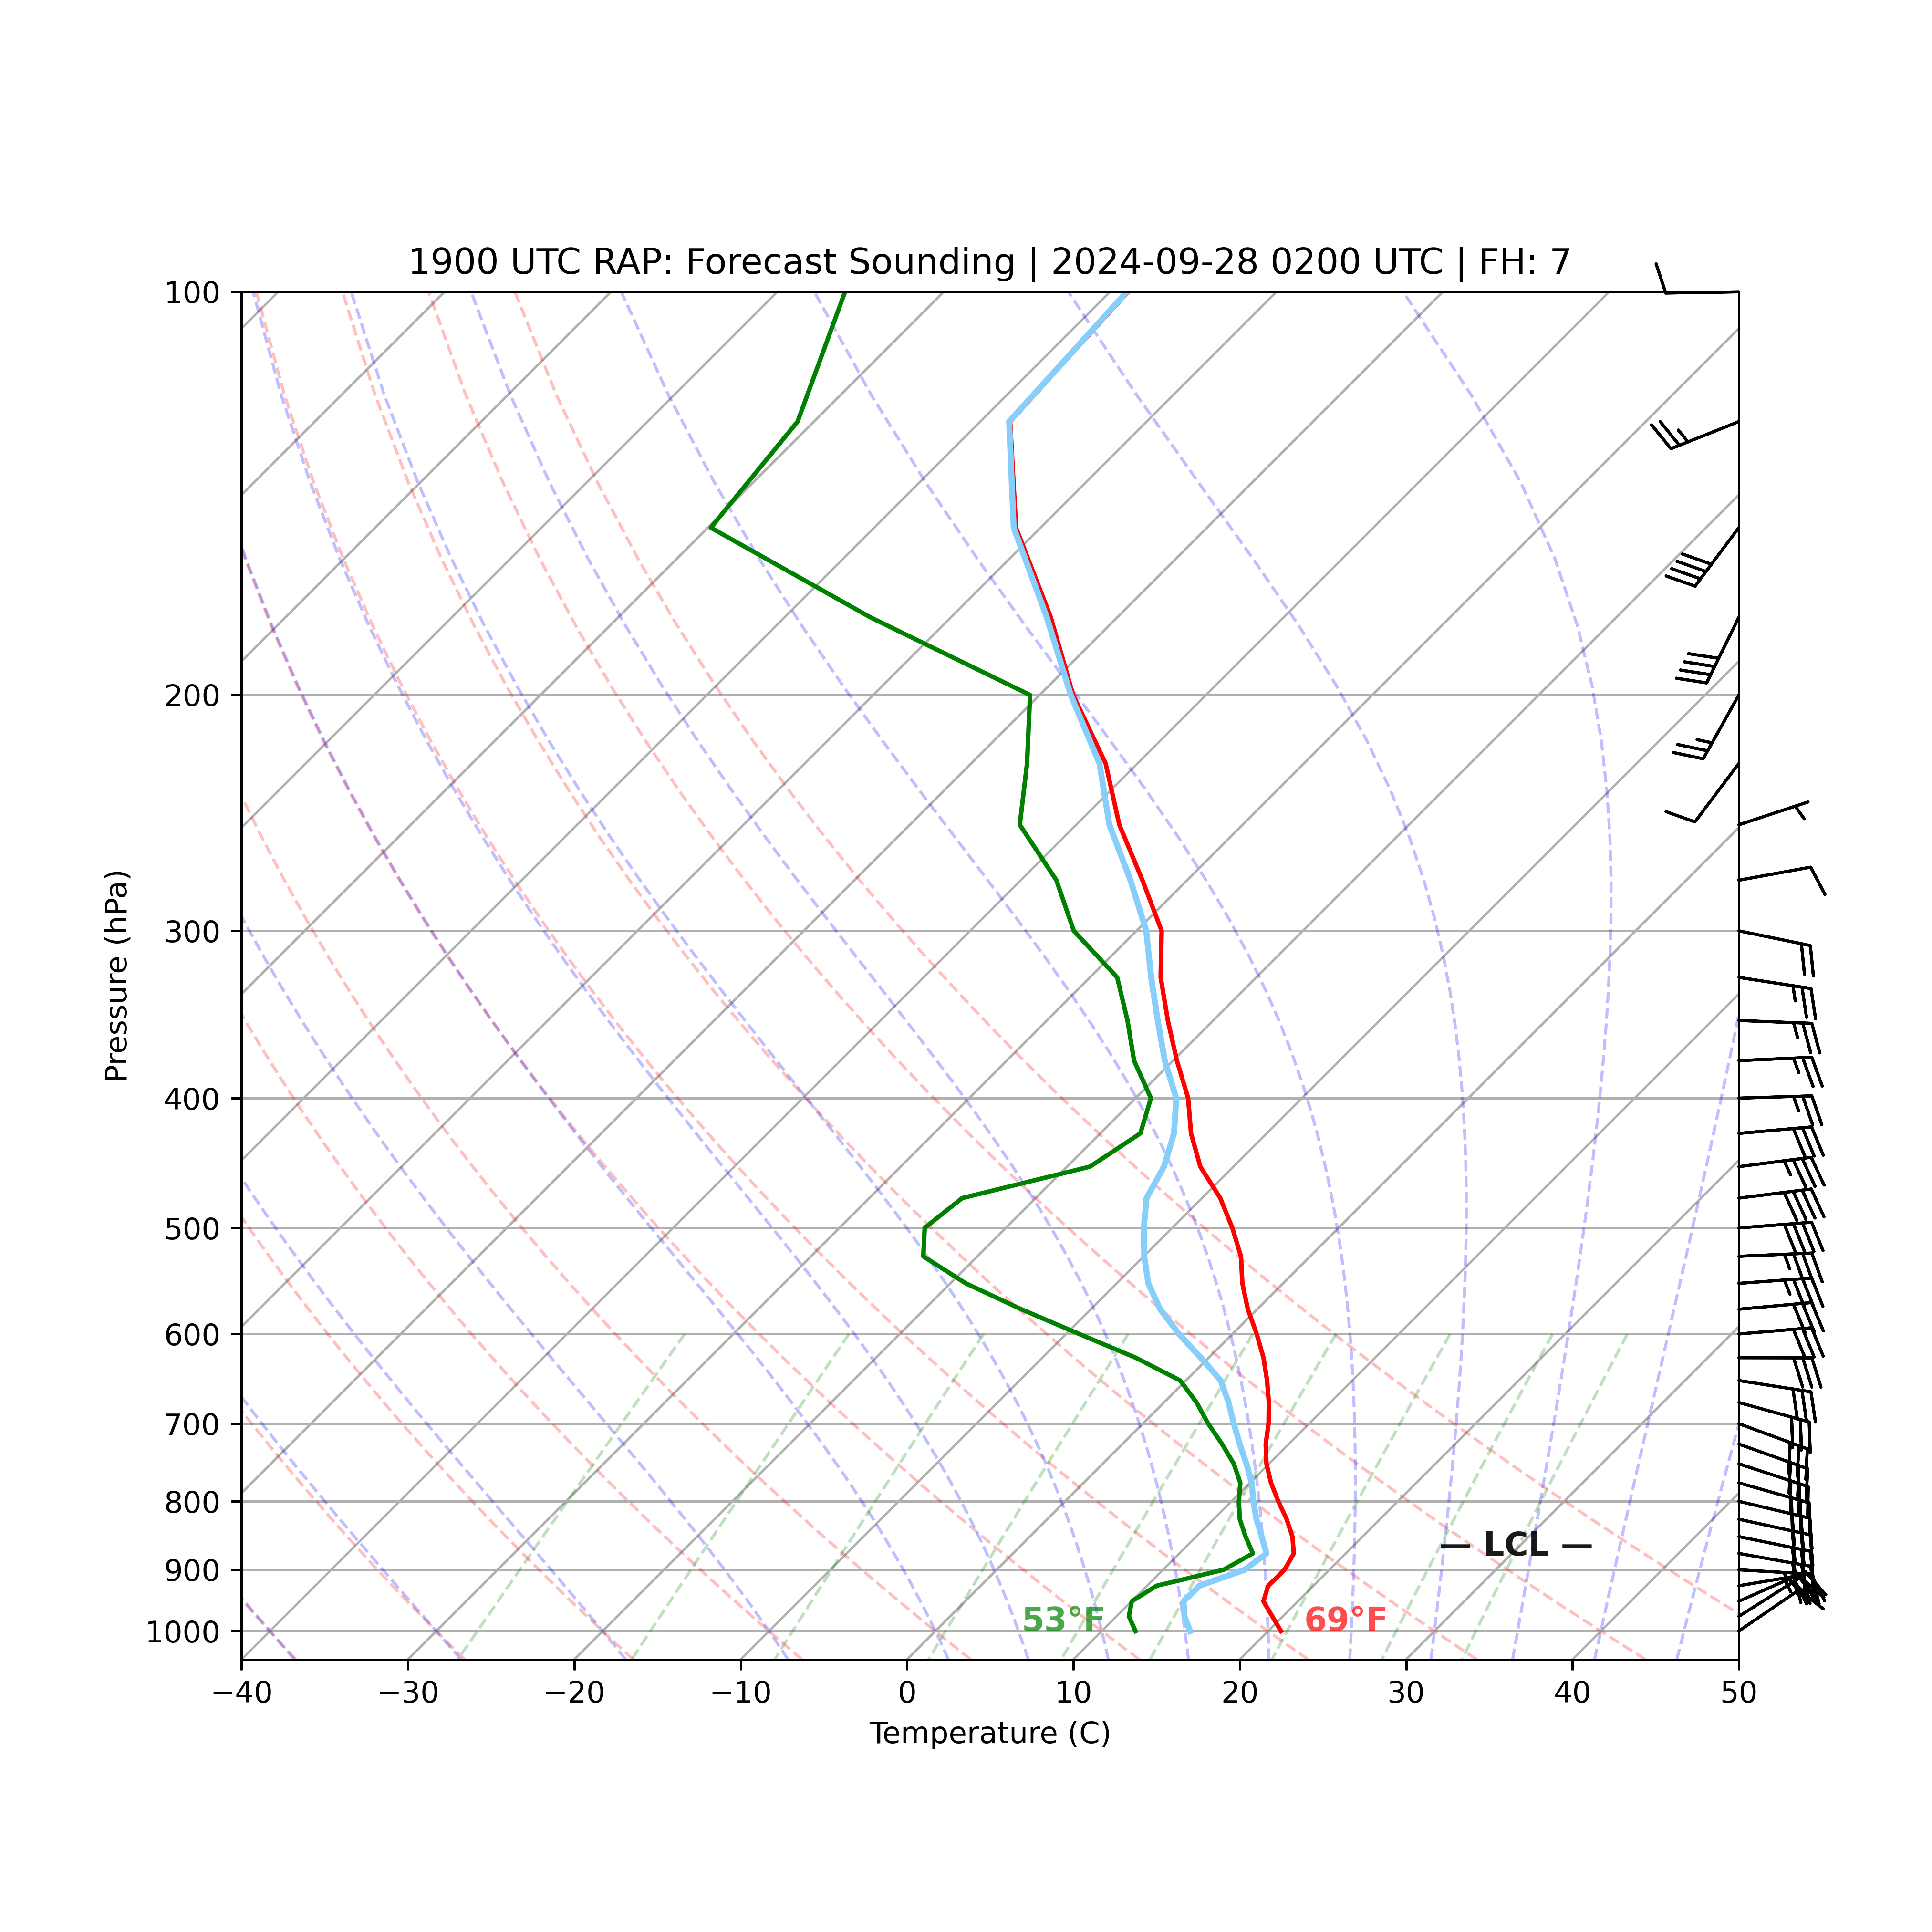 1900 UTC RAP: Forecast Sounding | 2024-09-28 0200 UTC | FH: 7
100
200
300
400
500
600
700
800
900
1000
Pressure (hPa)
— LCL —
53°F
69°F
−40 −30 −20 −10 0 10 20 30 40 50
Temperature (C)